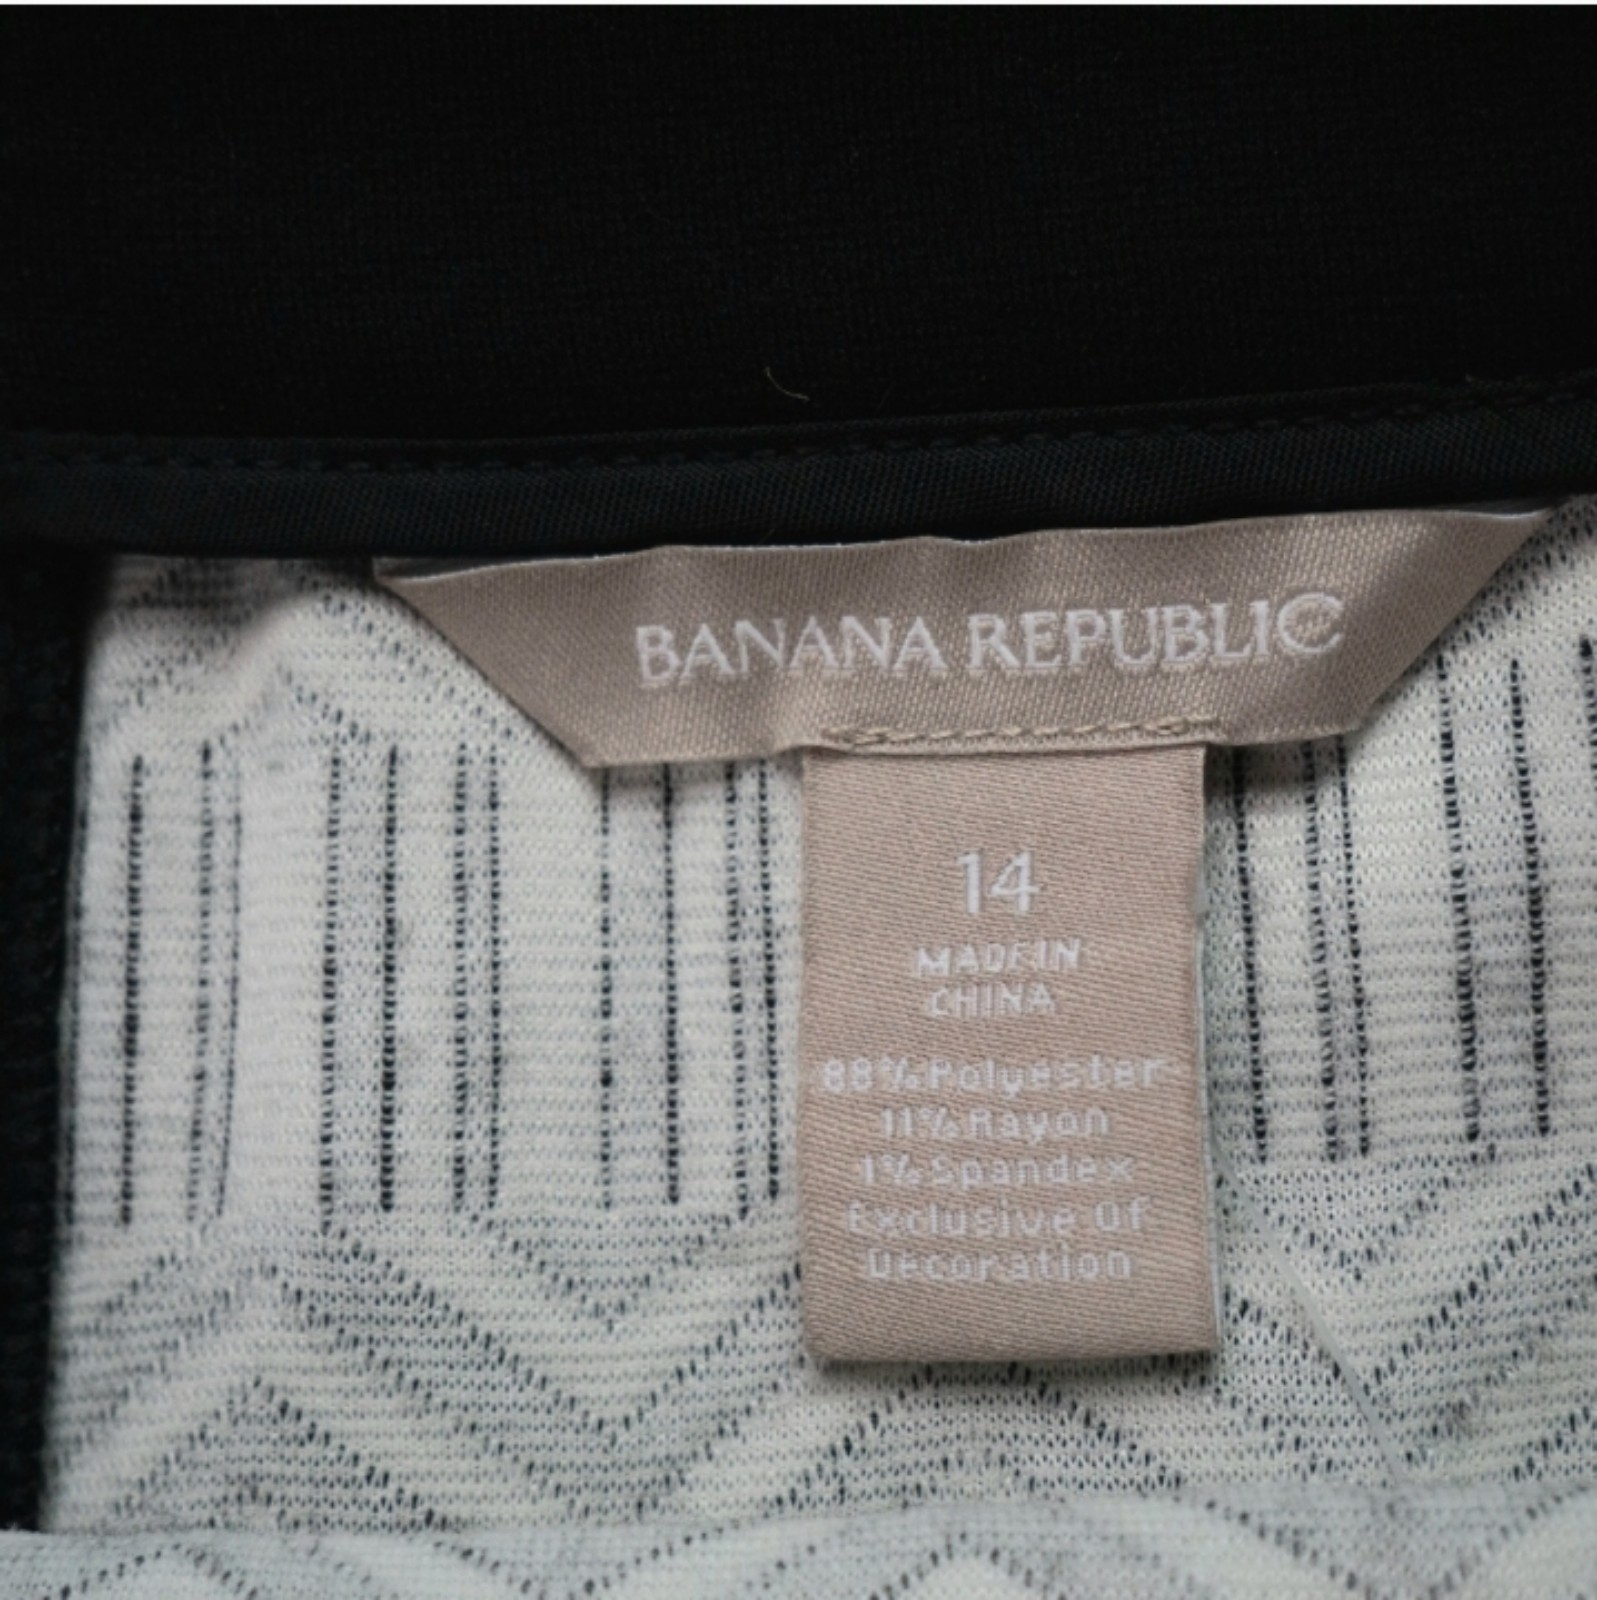 BANANA REPUBLIC
14
MADE IN
CHINA
88% Polyester
11% Rayon
1% Spandex
Exclusive Of
Decoration